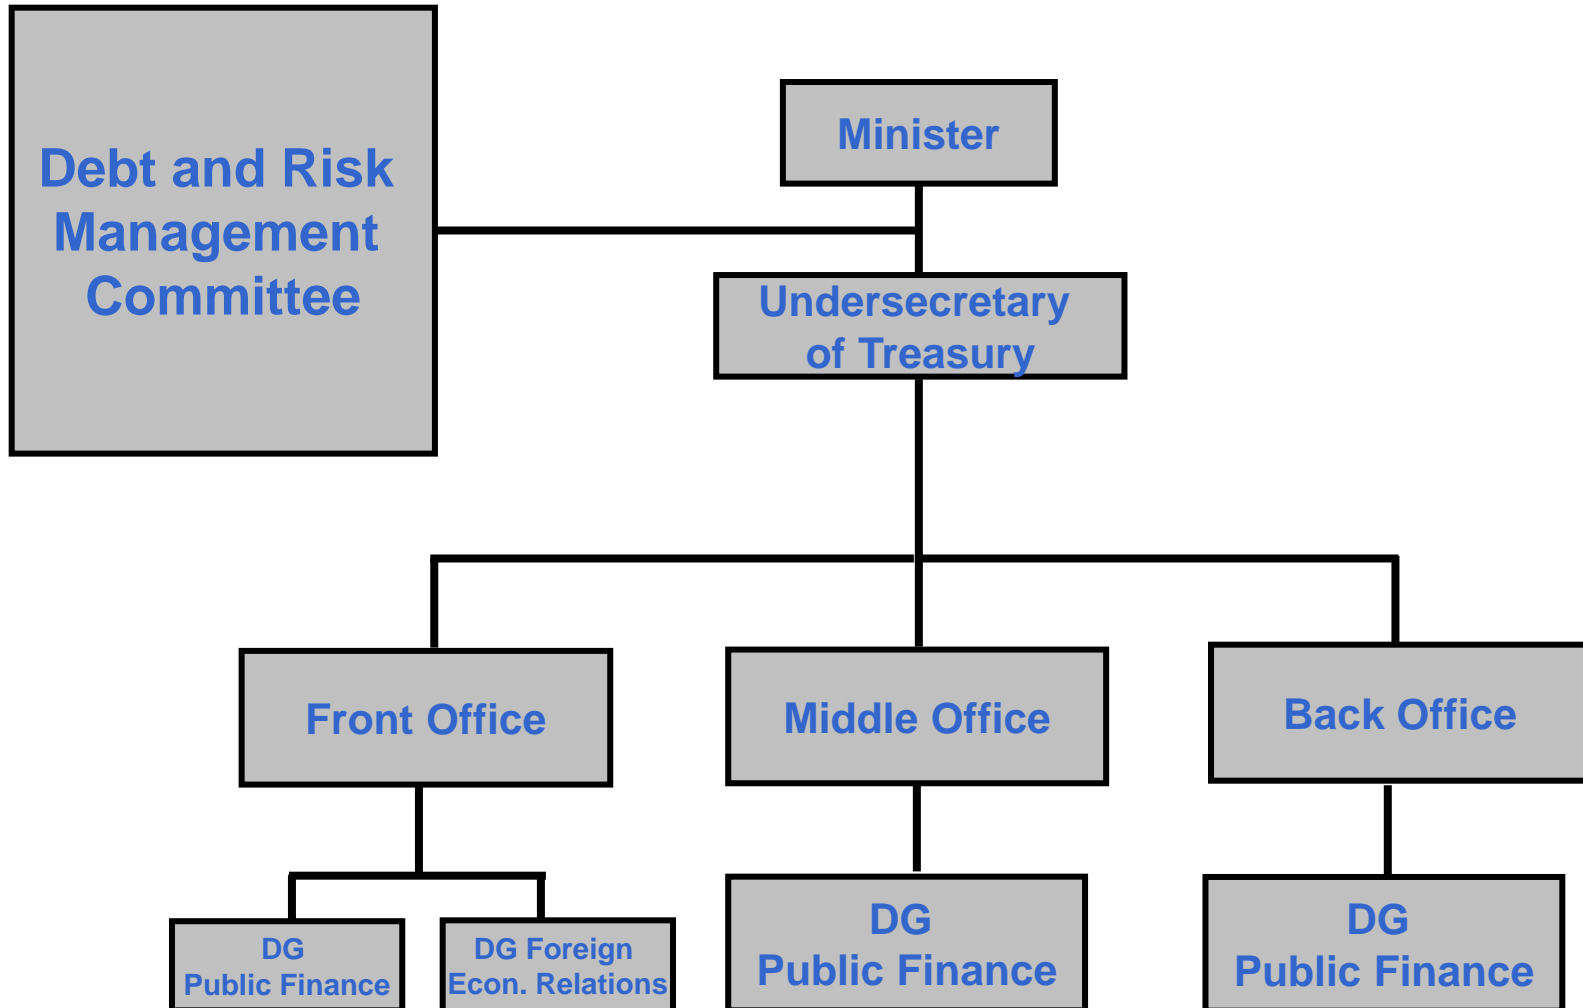 Debt and Risk
Management
Committee
Minister
Undersecretary
of Treasury
Front Office
Middle Office
Back Office
DG
Public Finance
DG Foreign
Econ. Relations
DG
Public Finance
DG
Public Finance